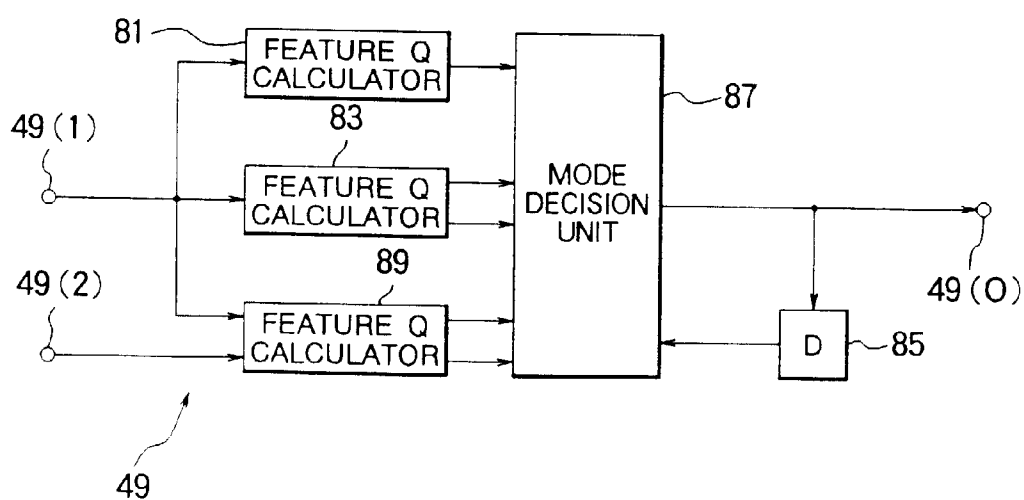 81
FEATURE Q
CALCULATOR
87
49(1)
83
FEATURE Q
CALCULATOR
MODE
DECISION
UNIT
49(2)
89
FEATURE Q
CALCULATOR
49(O)
D
85
49